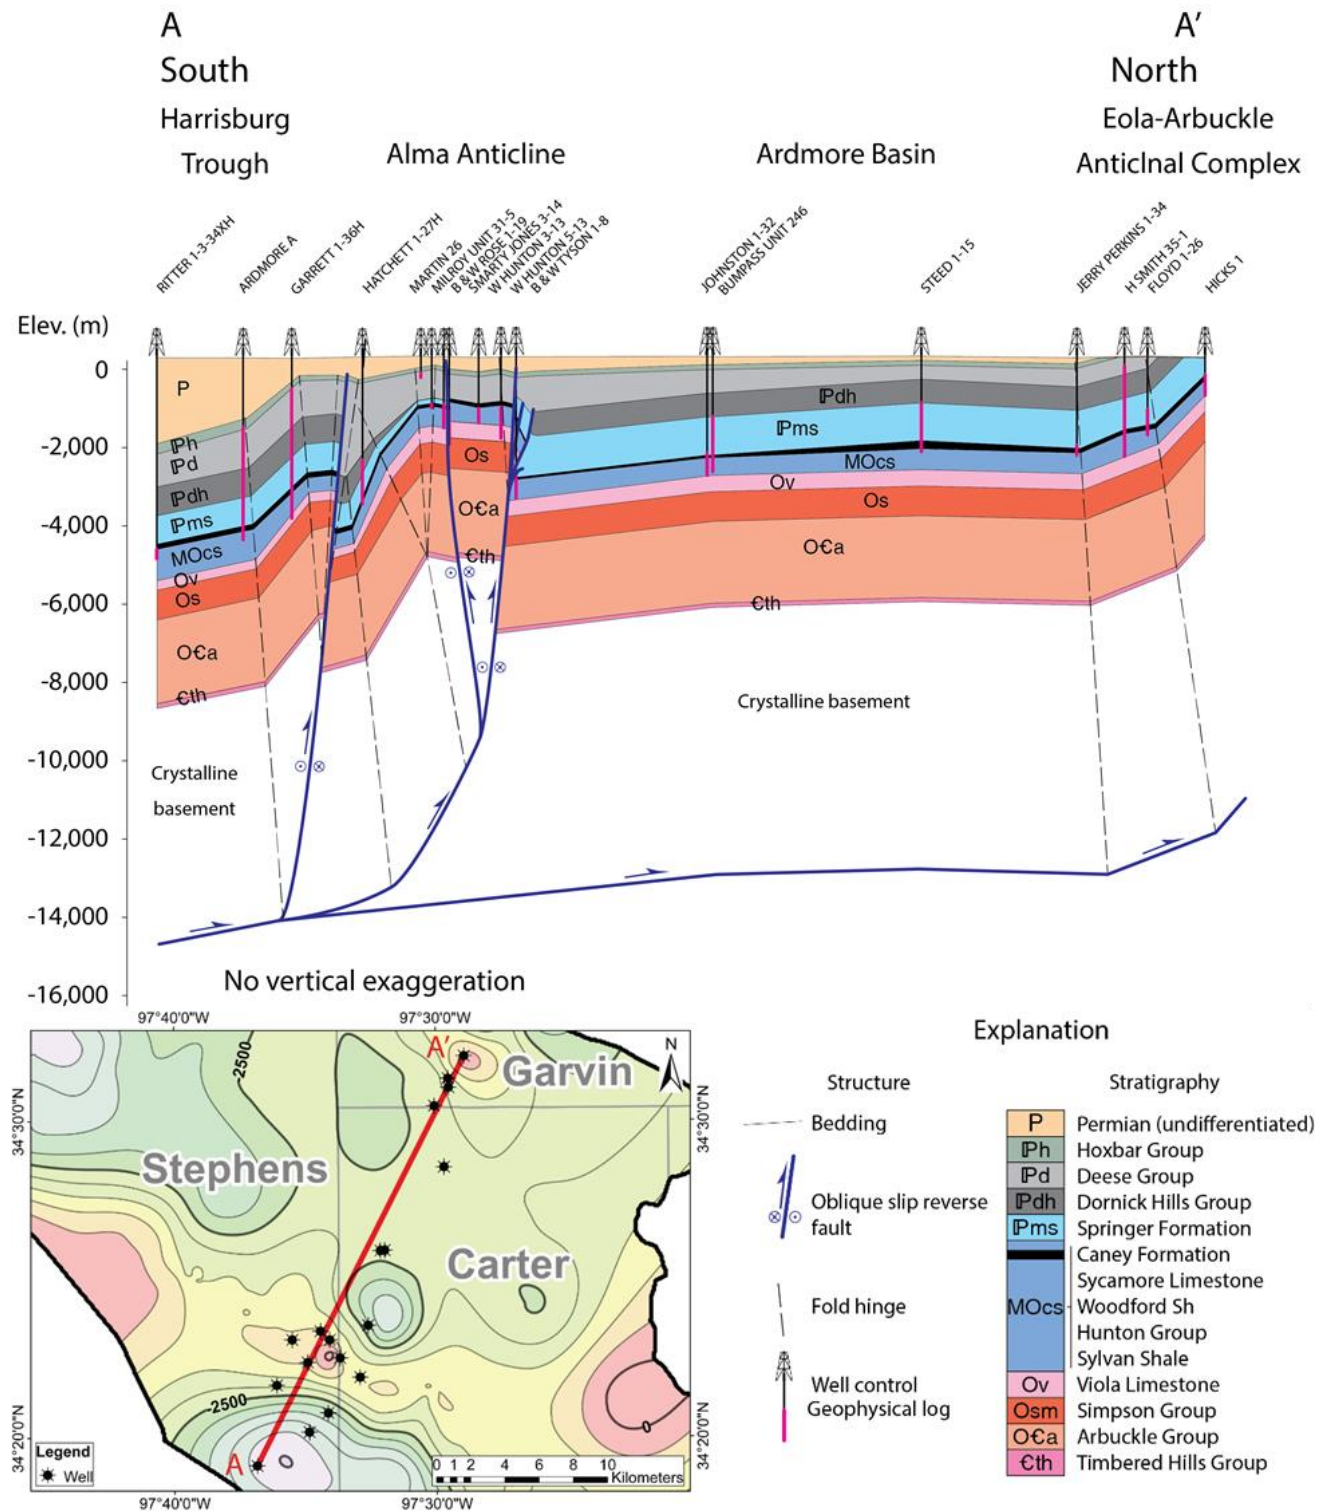 A
A'
South
North
Harrisburg
Trough
Alma Anticline
Ardmore Basin
Eola-Arbuckle
Anticlnal Complex
RITTER 1-3-34XH
ARDMORE A
GARRETT 1-36H
HATCHETT 1-27H
MARTIN 26
MILROY UNIT 31-5
B & W ROSE 1-19
SMARTY JONES 3-14
W HUNTON 3-13
W HUNTON 5-13
B & W TYSON 1-8
JOHNSTON 1-32
BUMPASS UNIT 246
STEED 1-15
JERRY PERKINS 1-34
H SMITH 35-1
FLOYD 1-26
HICKS 1
Elev. (m)
0
-2,000
-4,000
-6,000
-8,000
-10,000
-12,000
-14,000
-16,000
P
ℙh
ℙd
ℙdh
ℙms
MOcs
Ov
Os
OЄa
Єth
Os
OЄa
Єth
ℙdh
ℙms
MOcs
Ov
Os
OЄa
Єth
Crystalline
basement
Crystalline basement
No vertical exaggeration
97°40'0"W
97°30'0"W
34°30'0"N
34°20'0"N
-2500
A'
N
Garvin
Stephens
Carter
34°30'0"N
34°20'0"N
-2500
0
A
Legend
Well
0 1 2 4 6 8 10
Kilometers
97°40'0"W
97°30'0"W
Explanation
Structure
Bedding
Oblique slip reverse
fault
Fold hinge
Well control
Geophysical log
Stratigraphy
P Permian (undifferentiated)
ℙh Hoxbar Group
ℙd Deese Group
ℙdh Dornick Hills Group
ℙms Springer Formation
Caney Formation
Sycamore Limestone
MOcs Woodford Sh
Hunton Group
Sylvan Shale
Ov Viola Limestone
Osm Simpson Group
OЄa Arbuckle Group
Єth Timbered Hills Group